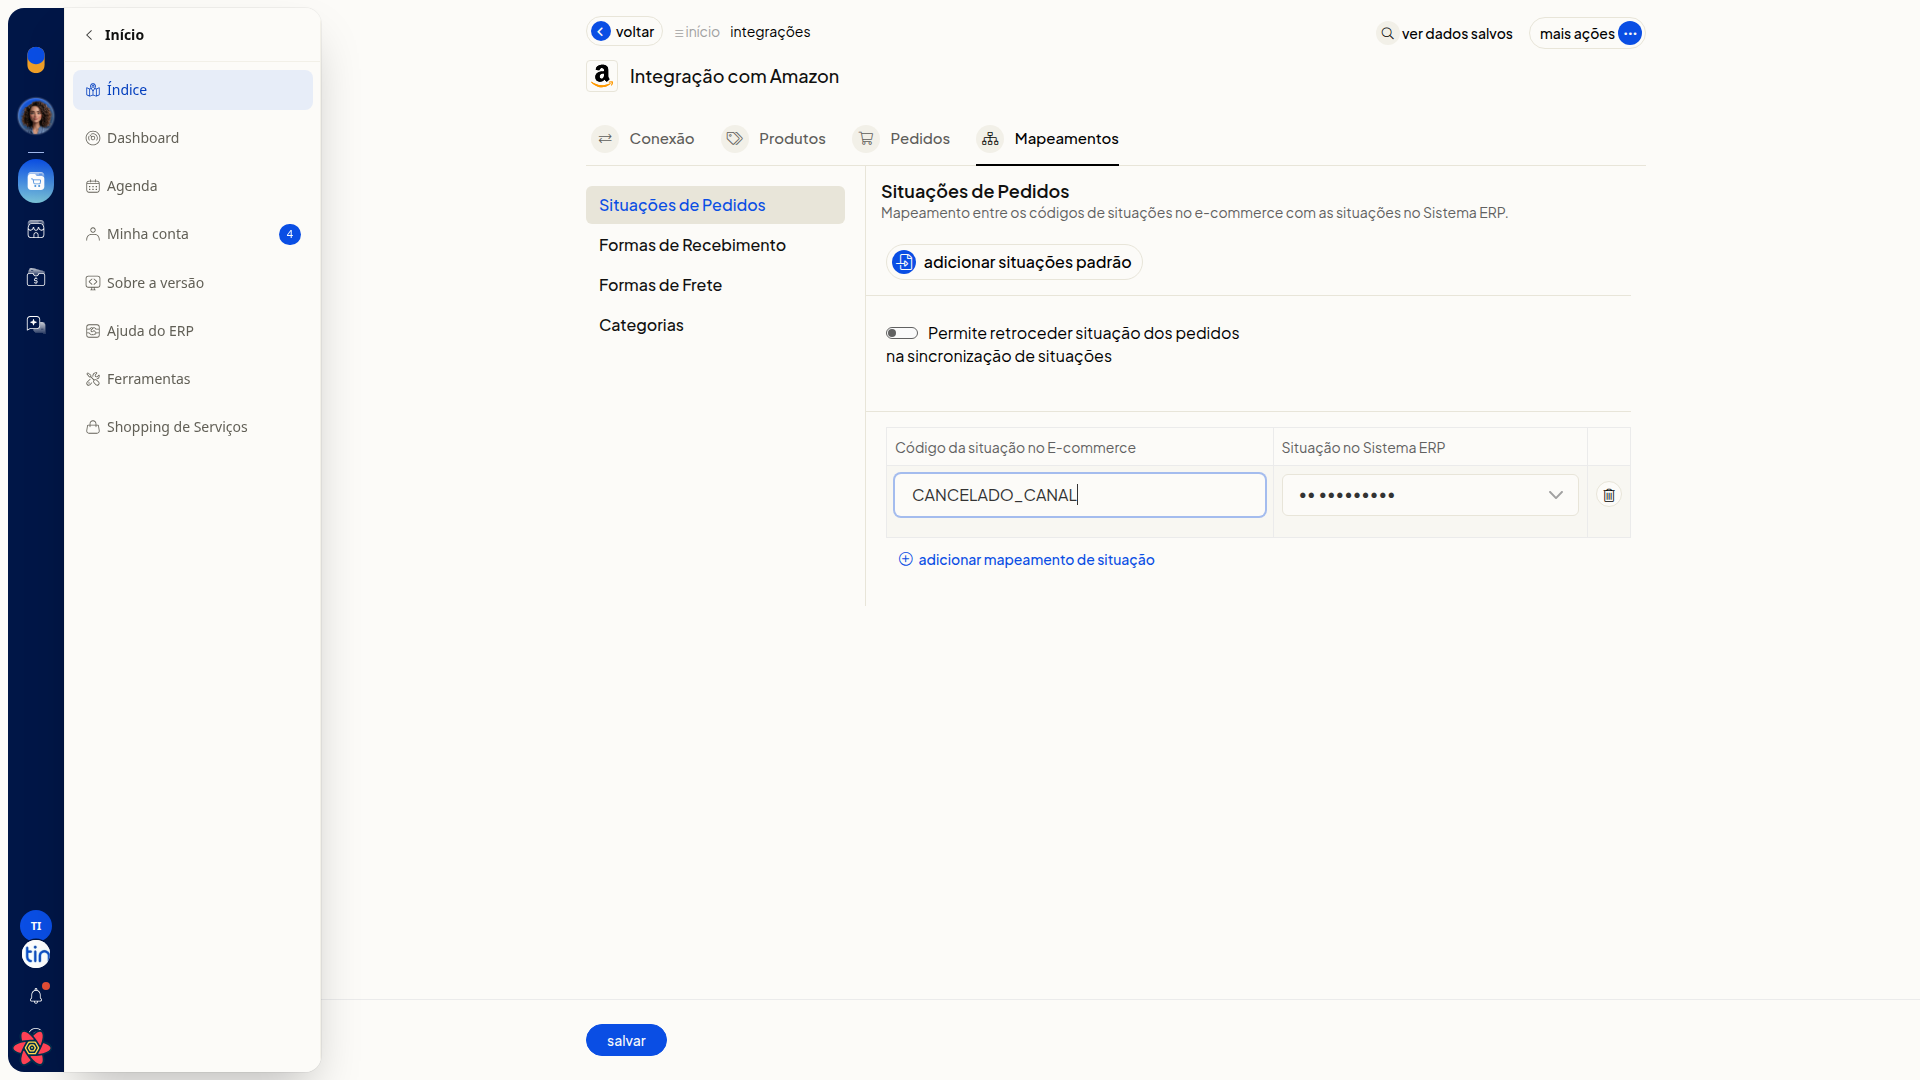 Início
Índice
Dashboard
Agenda
Minha conta
4
Sobre a versão
Ajuda do ERP
Ferramentas
Shopping de Serviços
TI
tin
voltar
início integrações
ver dados salvos
mais ações
Integração com Amazon
Conexão
Produtos
Pedidos
Mapeamentos
Situações de Pedidos
Formas de Recebimento
Formas de Frete
Categorias
Situações de Pedidos
Mapeamento entre os códigos de situações no e-commerce com as situações no Sistema ERP.
adicionar situações padrão
Permite retroceder situação dos pedidos
na sincronização de situações
Código da situação no E-commerce
Situação no Sistema ERP
CANCELADO_CANAL
•• ••••••••••
adicionar mapeamento de situação
salvar